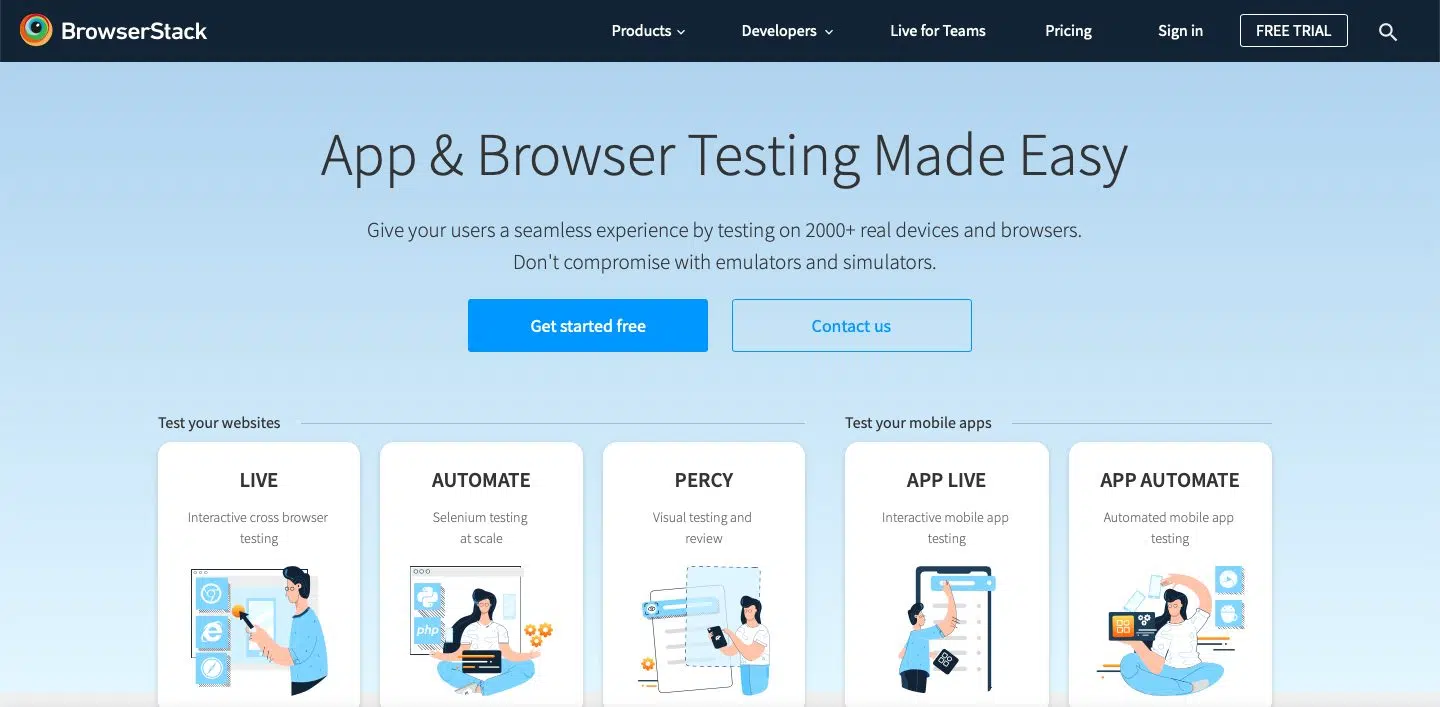 BrowserStack
Products
Developers
Live for Teams
Pricing
Sign in
FREE TRIAL
App & Browser Testing Made Easy
Give your users a seamless experience by testing on 2000+ real devices and browsers.
Don't compromise with emulators and simulators.
Get started free
Contact us
Test your websites
LIVE
Interactive cross browser
testing
AUTOMATE
Selenium testing
at scale
php
PERCY
Visual testing and
review
Test your mobile apps
APP LIVE
Interactive mobile app
testing
APP AUTOMATE
Automated mobile app
testing